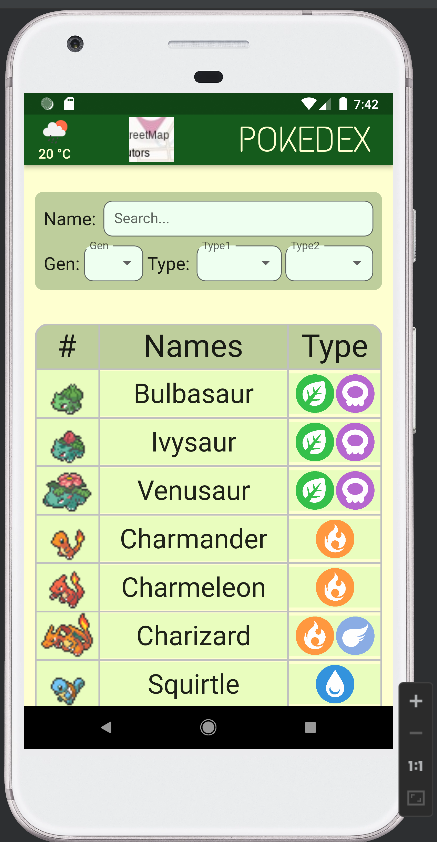 7:42
20 °C
reetMap
utors
POKEDEX
Name: Search...
Gen: Gen Type: Type1 Type2
# Names Type
Bulbasaur
Ivysaur
Venusaur
Charmander
Charmeleon
Charizard
Squirtle
1:1